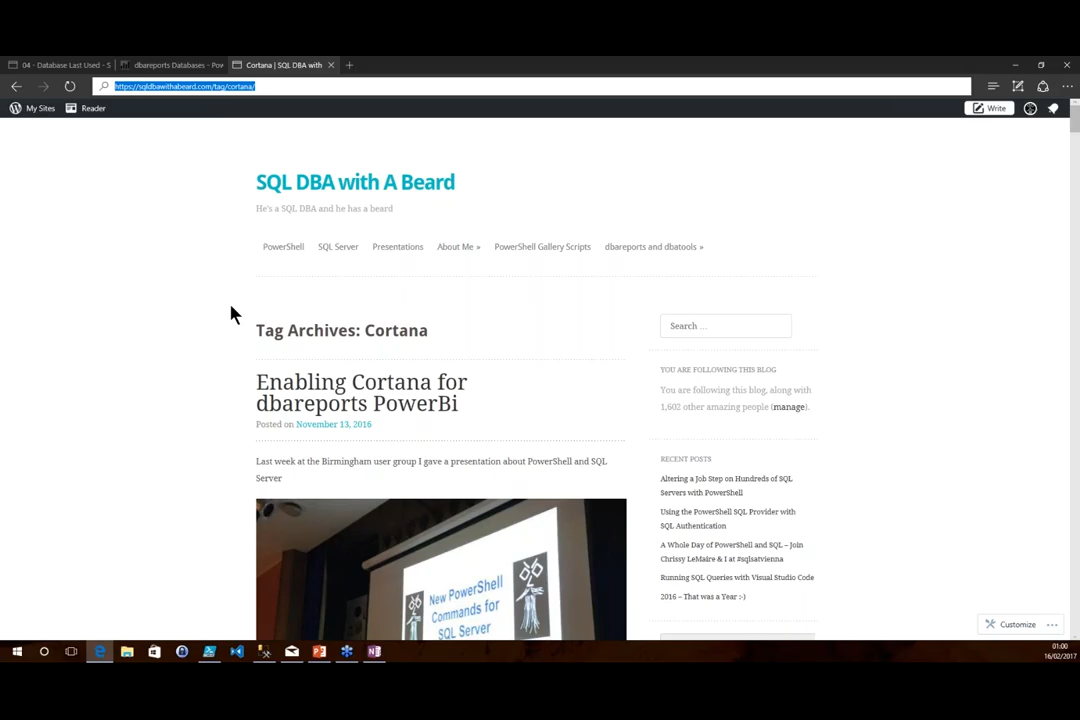 04 - Database Last Used - S
dbareports Databases - Pow
Cortana | SQL DBA with
https://sqldbawithabeard.com/tag/cortana/
My Sites
Reader
Write
SQL DBA with A Beard
He's a SQL DBA and he has a beard
PowerShell
SQL Server
Presentations
About Me »
PowerShell Gallery Scripts
dbareports and dbatools »
Tag Archives: Cortana
Enabling Cortana for
dbareports PowerBi
Posted on November 13, 2016
Last week at the Birmingham user group I gave a presentation about PowerShell and SQL
Server
New PowerShell
Commands for
SQL Server
Search ...
YOU ARE FOLLOWING THIS BLOG
You are following this blog, along with
1,602 other amazing people (manage).
RECENT POSTS
Altering a Job Step on Hundreds of SQL
Servers with PowerShell
Using the PowerShell SQL Provider with
SQL Authentication
A Whole Day of PowerShell and SQL – Join
Chrissy LeMaire & I at #sqlsatvienna
Running SQL Queries with Visual Studio Code
2016 – That was a Year ;-)
Customize
01:00
16/02/2017